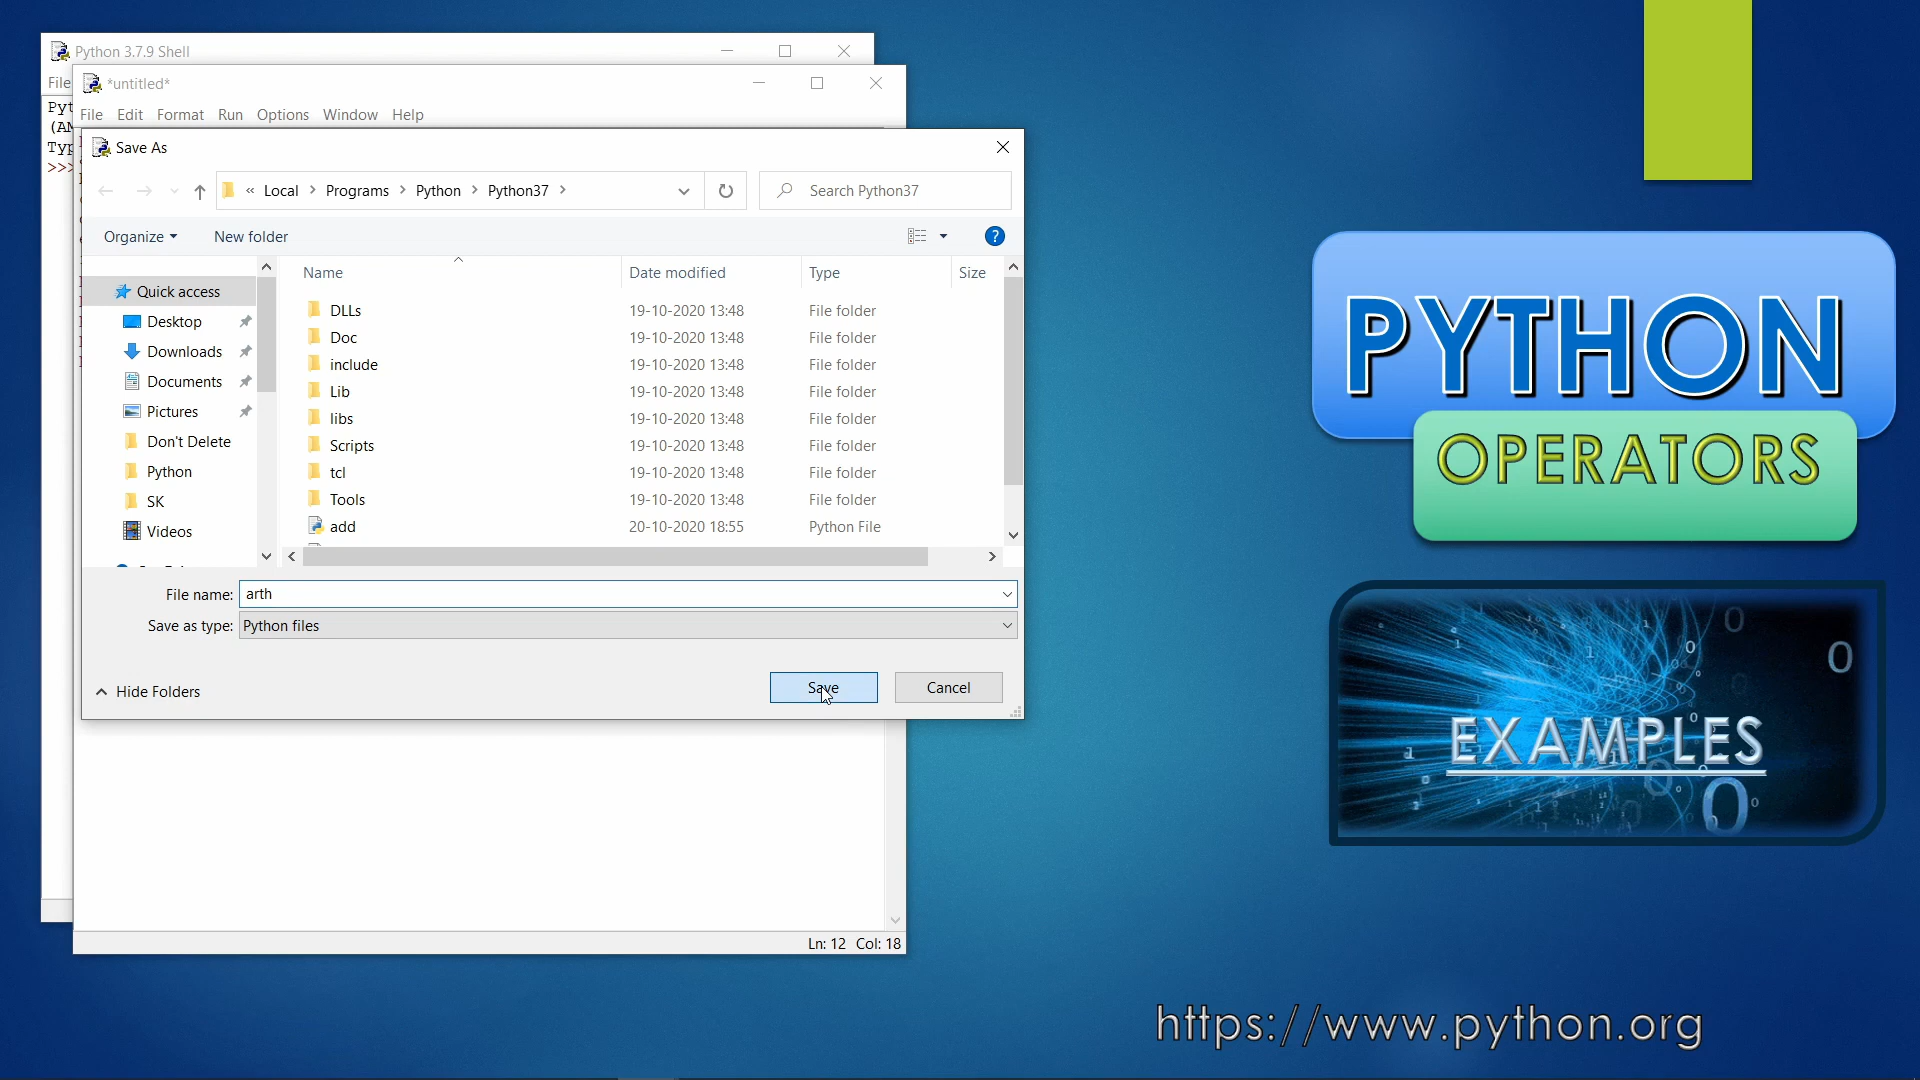 Python 3.7.9 Shell
*untitled*
File
File Edit Format Run Options Window Help
Pyt
(AM
Typ
>>>
Save As
« Local > Programs > Python > Python37 >
Search Python37
Organize
New folder
?
Name Date modified Type Size
Quick access
Desktop
Downloads
Documents
Pictures
Don't Delete
Python
SK
Videos
DLLs 19-10-2020 13:48 File folder
Doc 19-10-2020 13:48 File folder
include 19-10-2020 13:48 File folder
Lib 19-10-2020 13:48 File folder
libs 19-10-2020 13:48 File folder
Scripts 19-10-2020 13:48 File folder
tcl 19-10-2020 13:48 File folder
Tools 19-10-2020 13:48 File folder
add 20-10-2020 18:55 Python File
File name: arth
Save as type: Python files
Hide Folders
Save
Cancel
Ln: 12 Col: 18
PYTHON
OPERATORS
EXAMPLES
https://www.python.org